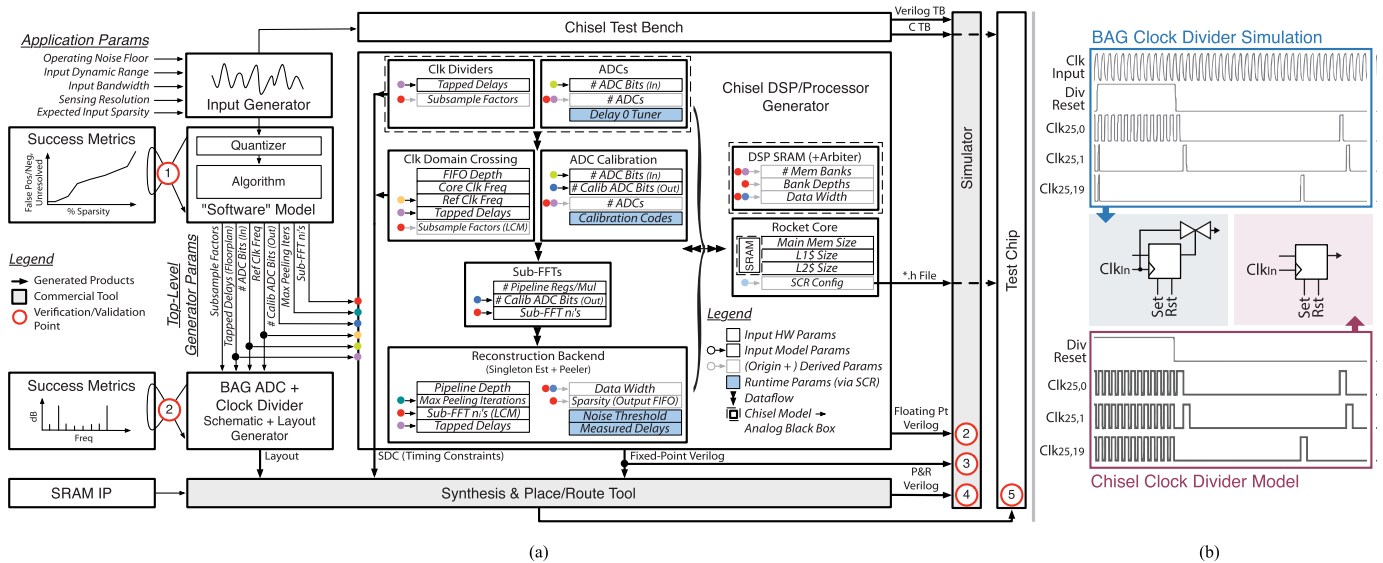 Application Params
Operating Noise Floor
Input Dynamic Range
Input Bandwidth
Sensing Resolution
Expected Input Sparsity
Input Generator
Success Metrics
False Pos/Neg.
Unresolved
% Sparsity
1
Quantizer
Algorithm
"Software" Model
Legend
Generated Products
Commercial Tool
Verification/Validation
Point
Top-Level
Generator Params
Subsample Factors
Tapped Delays (Floorplan)
# ADC Bits (In)
Ref Clk Freq
# Calib ADC Bits (Out)
Max Peeling Iters
Sub-FFT ni's
Success Metrics
dB
Freq
2
BAG ADC +
Clock Divider
Schematic + Layout
Generator
Layout
SRAM IP
Chisel Test Bench
Verilog TB
C TB
Clk Dividers
Tapped Delays
Subsample Factors
ADCs
# ADC Bits (In)
# ADCs
Delay 0 Tuner
Chisel DSP/Processor
Generator
Clk Domain Crossing
FIFO Depth
Core Clk Freq
Ref Clk Freq
Tapped Delays
Subsample Factors (LCM)
ADC Calibration
# ADC Bits (In)
# Calib ADC Bits (Out)
# ADCs
Calibration Codes
DSP SRAM (+Arbiter)
# Mem Banks
Bank Depths
Data Width
Rocket Core
SRAM
Main Mem Size
L1$ Size
L2$ Size
SCR Config
*.h File
Sub-FFTs
# Pipeline Regs/Mul
# Calib ADC Bits (Out)
Sub-FFT ni's
Reconstruction Backend
(Singleton Est + Peeler)
Pipeline Depth
Max Peeling Iterations
Sub-FFT ni's (LCM)
Tapped Delays
Data Width
Sparsity (Output FIFO)
Noise Threshold
Measured Delays
Legend
Input HW Params
Input Model Params
(Origin + ) Derived Params
Runtime Params (via SCR)
Dataflow
Chisel Model
Analog Black Box
Floating Pt
Verilog
2
SDC (Timing Constraints)
Fixed-Point Verilog
3
P&R
Verilog
4
Synthesis & Place/Route Tool
Simulator
Test Chip
5
(a)
BAG Clock Divider Simulation
Clk
Input
Div
Reset
Clk25,0
Clk25,1
Clk25,19
ClkIn
Set
Rst
ClkIn
Set
Rst
Div
Reset
Clk25,0
Clk25,1
Clk25,19
Chisel Clock Divider Model
(b)